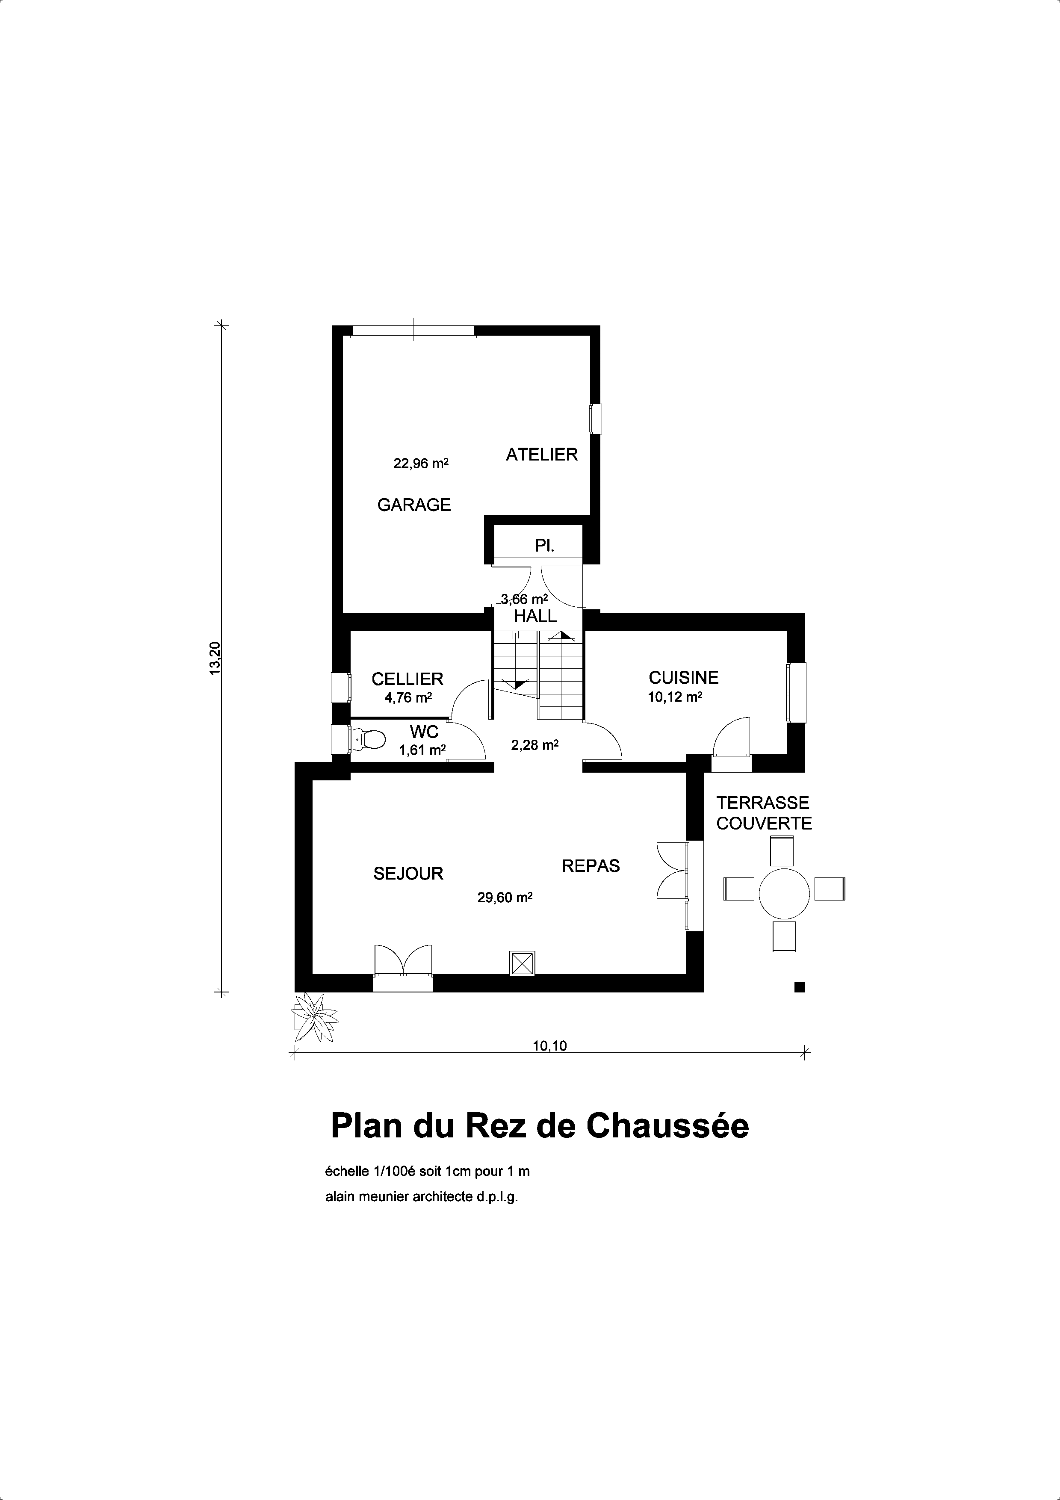 22,96 m²
ATELIER
GARAGE
Pl.
3,66 m²
HALL
13,20
CELLIER
4,76 m²
CUISINE
10,12 m²
WC
1,61 m²
2,28 m²
TERRASSE
COUVERTE
SEJOUR
REPAS
29,60 m²
10,10
Plan du Rez de Chaussée
échelle 1/100é soit 1cm pour 1 m
alain meunier architecte d.p.l.g.